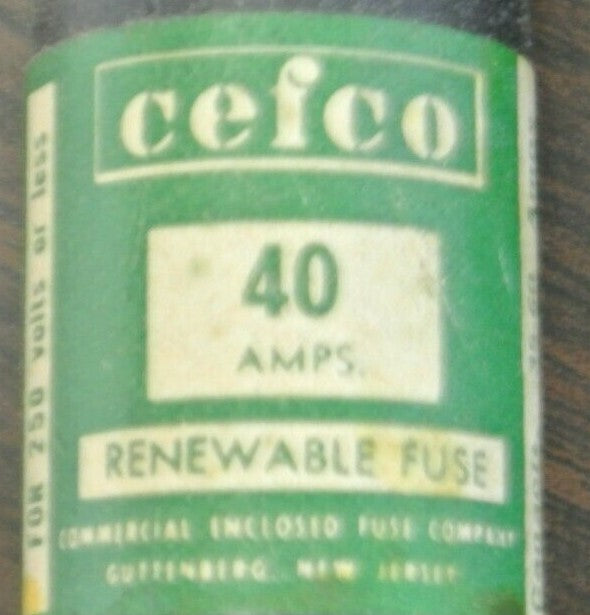 cefco
40
AMPS.
RENEWABLE FUSE
COMMERCIAL ENCLOSED FUSE COMPANY
GUTTENBERG, NEW JERSEY
FOR 250 volts or less